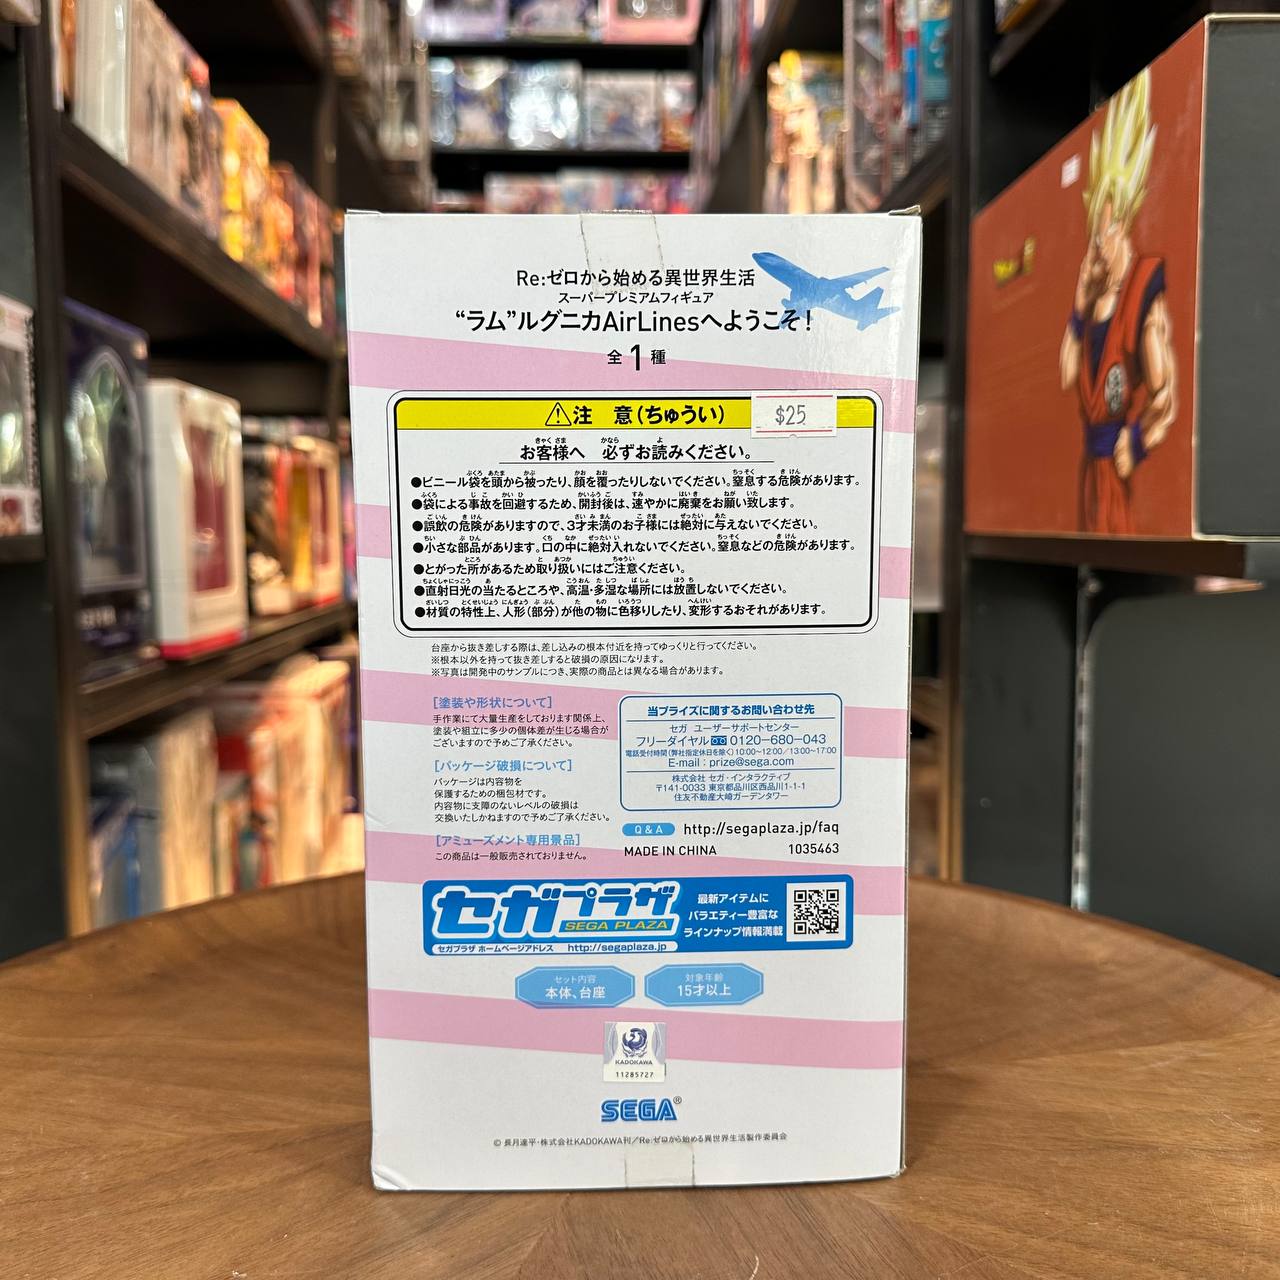 Re:ゼロから始める異世界生活
スーパープレミアムフィギュア
“ラム”ルグニカAirLinesへようこそ!
全1種
⚠注 意(ちゅうい)
$25
お客様へ 必ずお読みください。
●ビニール袋を頭から被ったり、顔を覆ったりしないでください。窒息する危険があります。
●袋による事故を回避するため、開封後は、速やかに廃棄をお願い致します。
●誤飲の危険がありますので、3才未満のお子様には絶対に与えないでください。
●小さな部品があります。口の中に絶対入れないでください。窒息などの危険があります。
●とがった所があるため取り扱いにはご注意ください。
●直射日光の当たるところや、高温・多湿な場所には放置しないでください。
●材質の特性上、人形(部分)が他の物に色移りしたり、変形するおそれがあります。
台座から抜き差しする際は、差し込みの根本付近を持ってゆっくりと行ってください。
※根本以外を持って抜き差しすると破損の原因になります。
※写真は開発中のサンプルにつき、実際の商品とは異なる場合があります。
[塗装や形状について]
手作業にて大量生産をしております関係上、
塗装や組立に多少の個体差が生じる場合が
ございますので予めご了承ください。
[パッケージ破損について]
パッケージは内容物を
保護するための梱包材です。
内容物に支障のないレベルの破損は
交換いたしかねますので予めご了承ください。
[アミューズメント専用景品]
この商品は一般販売されておりません。
当プライズに関するお問い合わせ先
セガ ユーザーサポートセンター
フリーダイヤル 0120-680-043
電話受付時間(弊社指定休日を除く)10:00~12:00/13:00~17:00
E-mail : prize@sega.com
株式会社 セガ・インタラクティブ
〒141-0033 東京都品川区西品川1-1-1
住友不動産大崎ガーデンタワー
Q & A http://segaplaza.jp/faq
MADE IN CHINA 1035463
セガプラザ
SEGA PLAZA
セガプラザ ホームページアドレス http://segaplaza.jp
最新アイテムに
バラエティー豊富な
ラインナップ情報満載
セット内容
本体、台座
対象年齢
15才以上
KADOKAWA
11285727
SEGA®
© 長月達平・株式会社KADOKAWA刊/Re:ゼロから始める異世界生活製作委員会